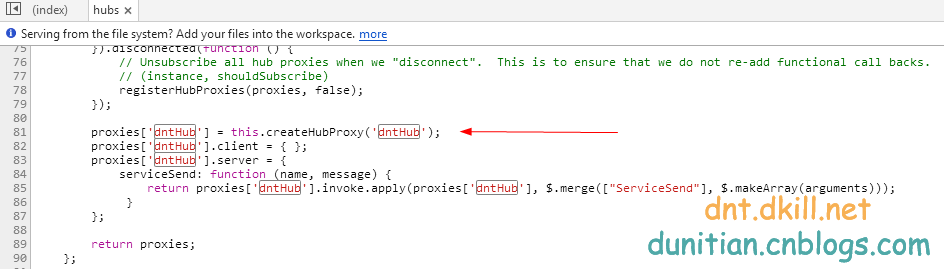 (index) hubs ×
Serving from the file system? Add your files into the workspace. more
75 }).disconnected(function () {
76 // Unsubscribe all hub proxies when we "disconnect". This is to ensure that we do not re-add functional call backs.
77 // (instance, shouldSubscribe)
78 registerHubProxies(proxies, false);
79 });
80
81 proxies['dntHub'] = this.createHubProxy('dntHub');
82 proxies['dntHub'].client = { };
83 proxies['dntHub'].server = {
84 serviceSend: function (name, message) {
85 return proxies['dntHub'].invoke.apply(proxies['dntHub'], $.merge(["ServiceSend"], $.makeArray(arguments)));
86 }
87 };
88
89 return proxies;
90 };
dnt.dkill.net
dunitian.cnblogs.com